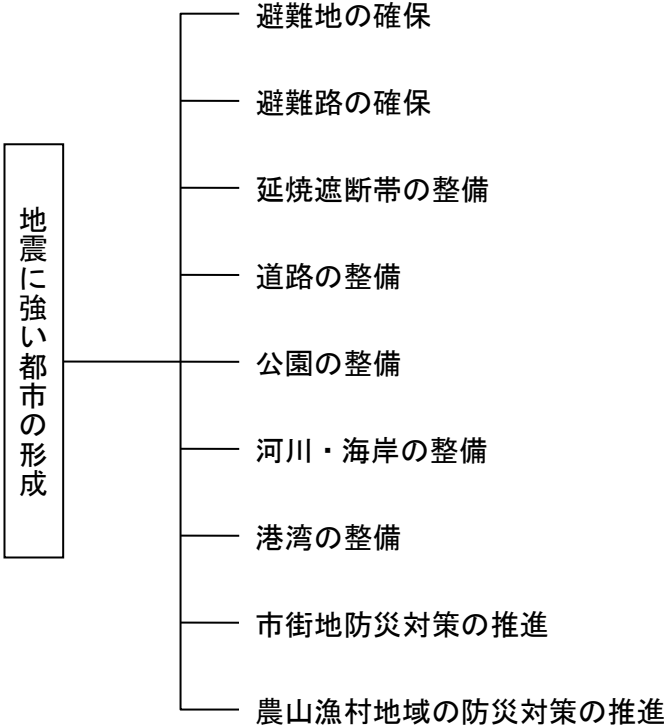 地震に強い都市の形成
避難地の確保
避難路の確保
延焼遮断帯の整備
道路の整備
公園の整備
河川・海岸の整備
港湾の整備
市街地防災対策の推進
農山漁村地域の防災対策の推進